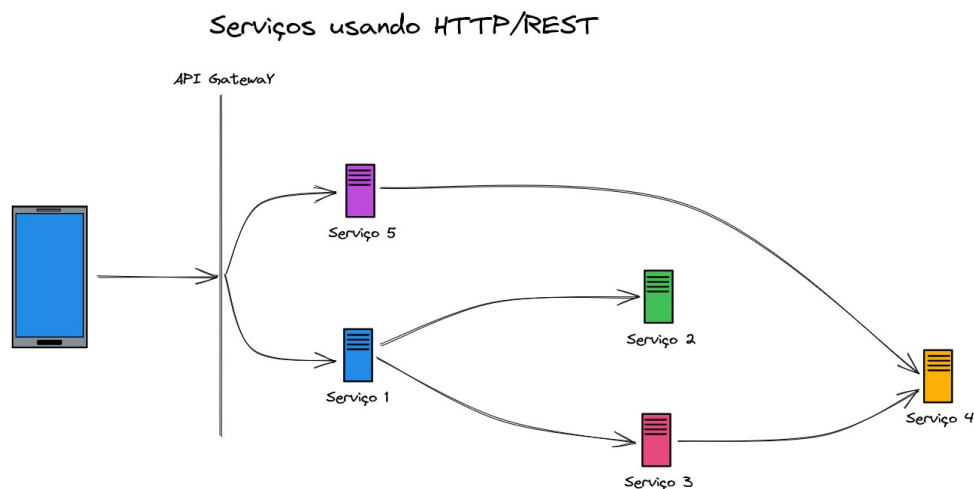 Serviços usando HTTP/REST
API GatewaY
Serviço 5
Serviço 2
Serviço 1
Serviço 4
Serviço 3